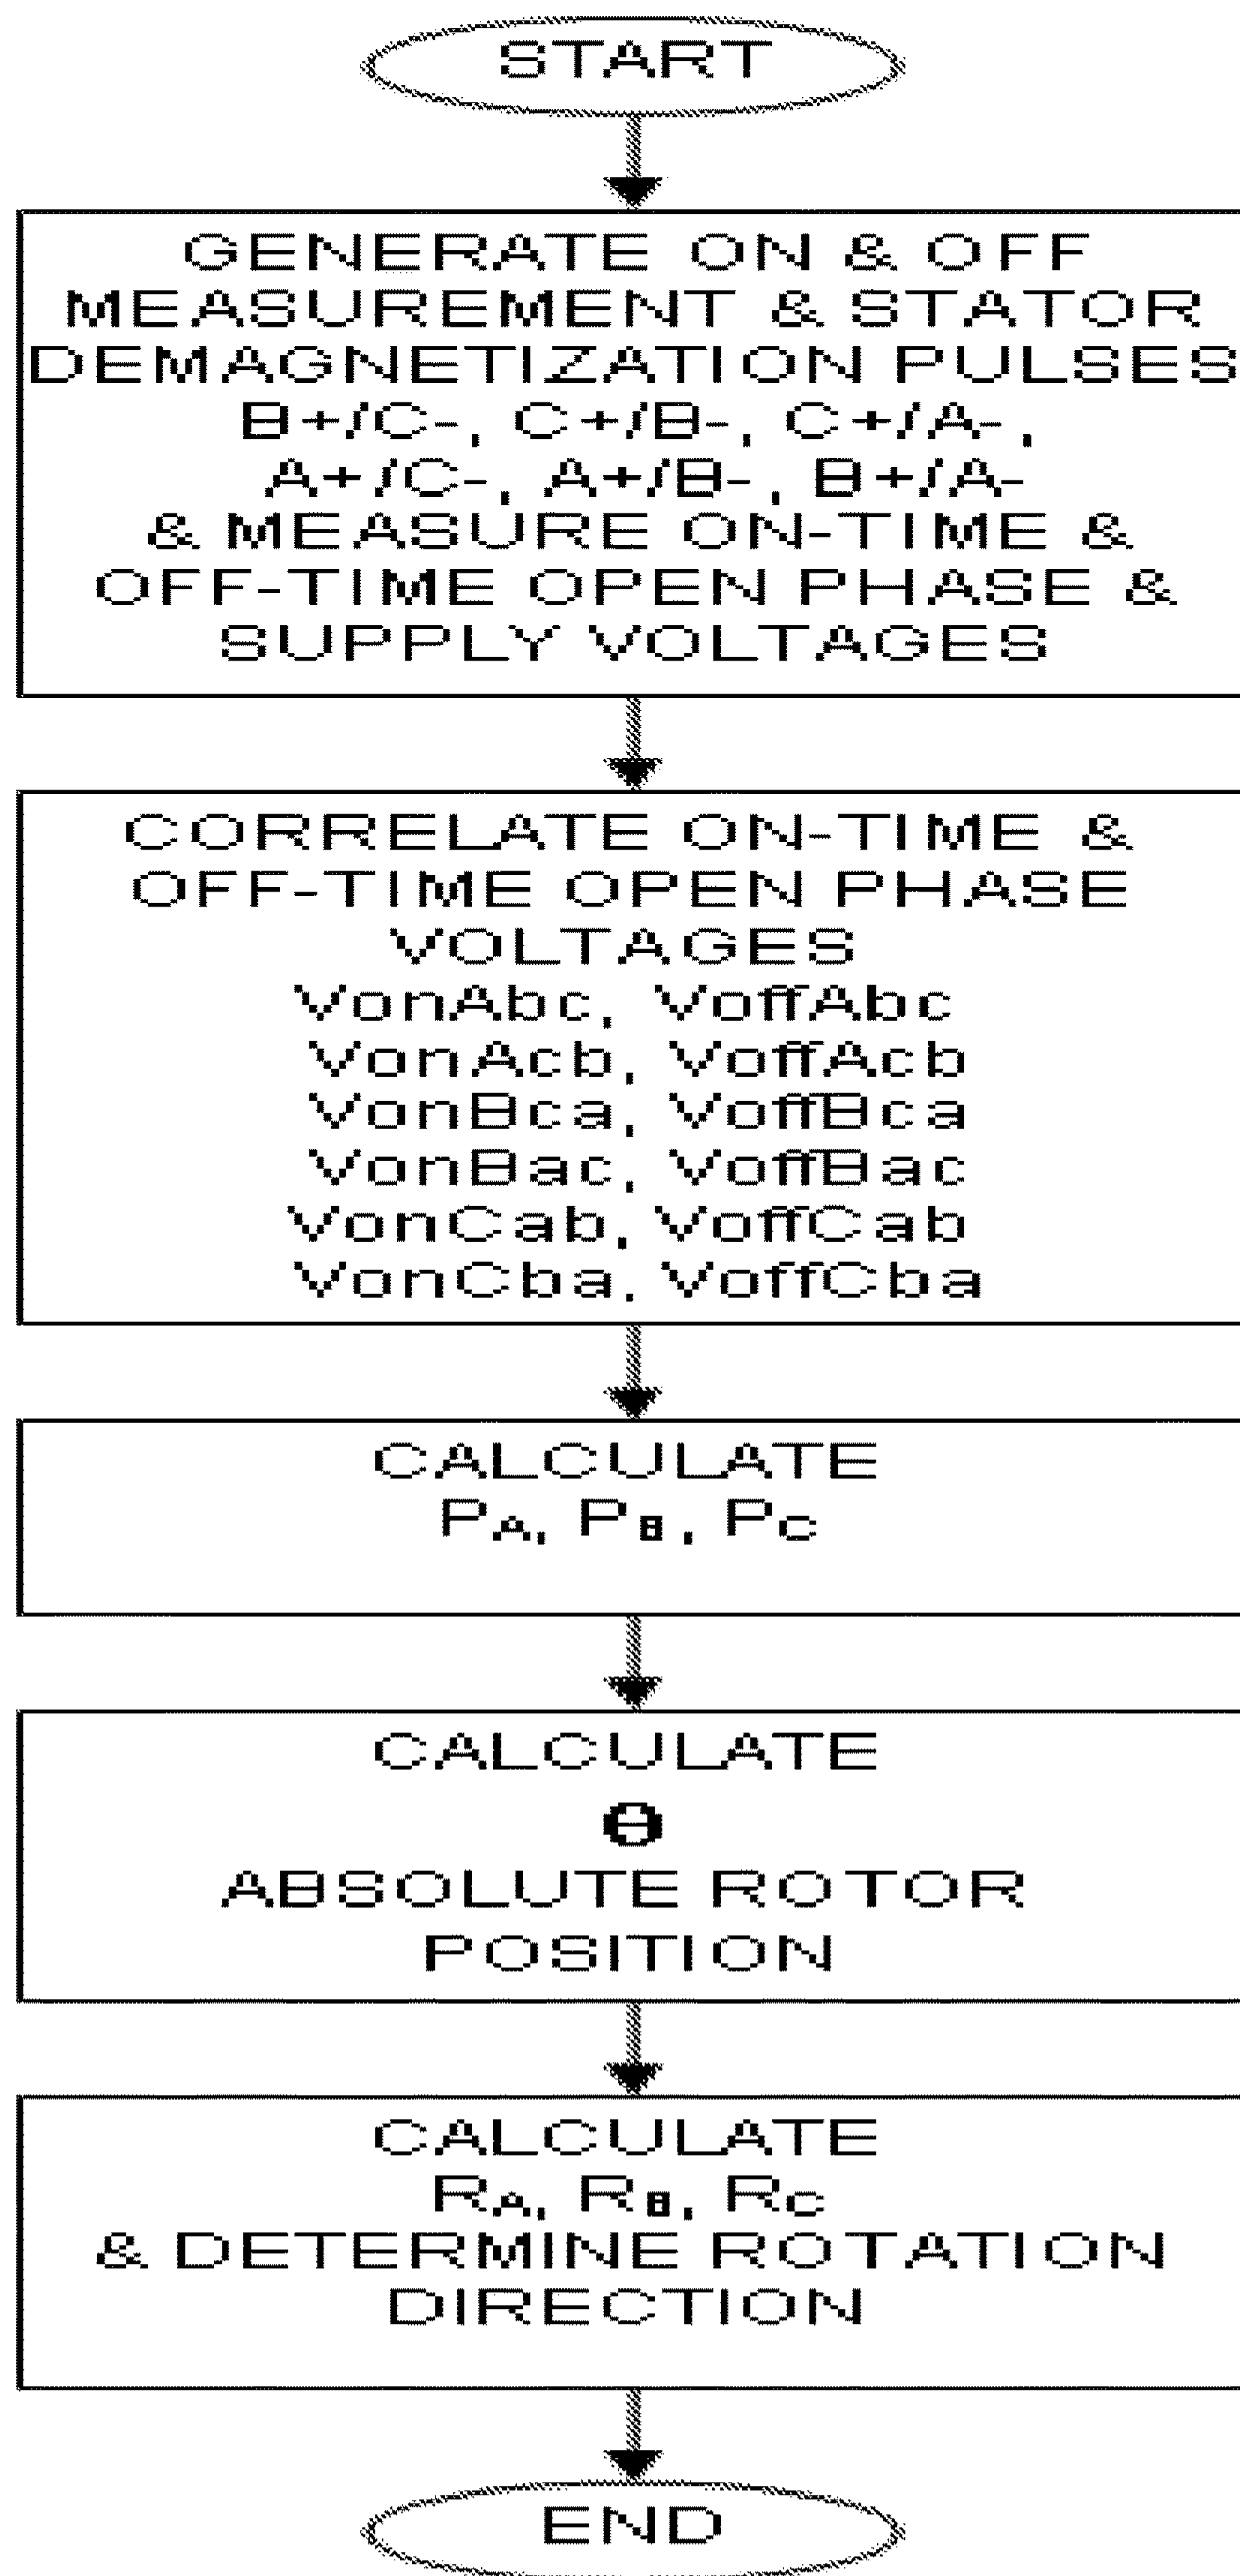 START
GENERATE ON & OFF
MEASUREMENT & STATOR
DEMAGNETIZATION PULSES
B+/C-, C+/B-, C+/A-,
A+/C-, A+/B-, B+/A-
& MEASURE ON-TIME &
OFF-TIME OPEN PHASE &
SUPPLY VOLTAGES
CORRELATE ON-TIME &
OFF-TIME OPEN PHASE
VOLTAGES
VonAbc, VoffAbc
VonAcb, VoffAcb
VonBca, VoffBca
VonBac, VoffBac
VonCab, VoffCab
VonCba, VoffCba
CALCULATE
PA, PB, PC
CALCULATE
θ
ABSOLUTE ROTOR
POSITION
CALCULATE
RA, RB, RC
& DETERMINE ROTATION
DIRECTION
END